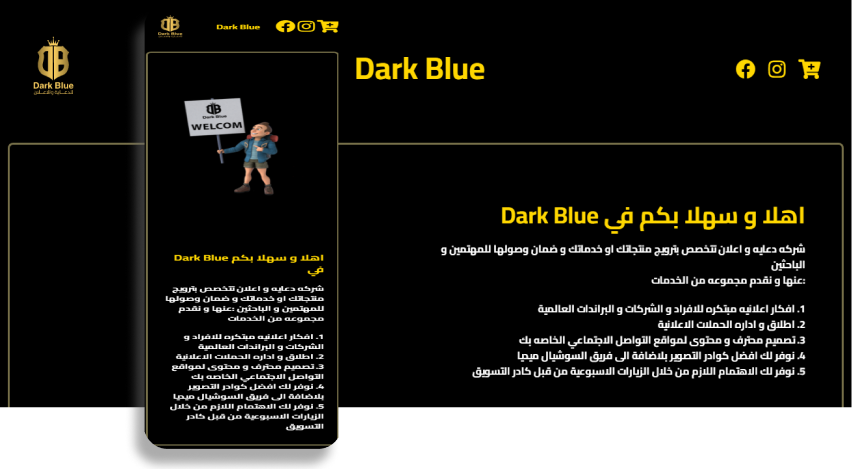 Dark Blue
Dark Blue
اهلا و سهلا بكم في Dark Blue
شركه دعايه و اعلان تتخصص بترويج منتجاتك او خدماتك و ضمان وصولها للمهتمين و
الباحثين
:عنها و نقدم مجموعه من الخدمات
1. افكار اعلانيه مبتكره للافراد و الشركات و البراندات العالمية
2. اطلاق و اداره الحملات الاعلانية
3. تصميم محترف و محتوى لمواقع التواصل الاجتماعي الخاصه بك
4. نوفر لك افضل كوادر التصوير بلاضافة الى فريق السوشيال ميديا
5. نوفر لك الاهتمام اللازم من خلال الزيارات الاسبوعية من قبل كادر التسويق
Dark Blue
Dark Blue
Dark Blue
WELCOM
اهلا و سهلا بكم Dark Blue
في
شركه دعايه و اعلان تتخصص بترويج
منتجاتك او خدماتك و ضمان وصولها
للمهتمين و الباحثين :عنها و نقدم
مجموعه من الخدمات
1. افكار اعلانيه مبتكره للافراد و
الشركات و البراندات العالمية
2. اطلاق و اداره الحملات الاعلانية
3. تصميم محترف و محتوى لمواقع
التواصل الاجتماعي الخاصه بك
4. نوفر لك افضل كوادر التصوير
بلاضافة الى فريق السوشيال ميديا
5. نوفر لك الاهتمام اللازم من خلال
الزيارات الاسبوعية من قبل كادر
التسويق